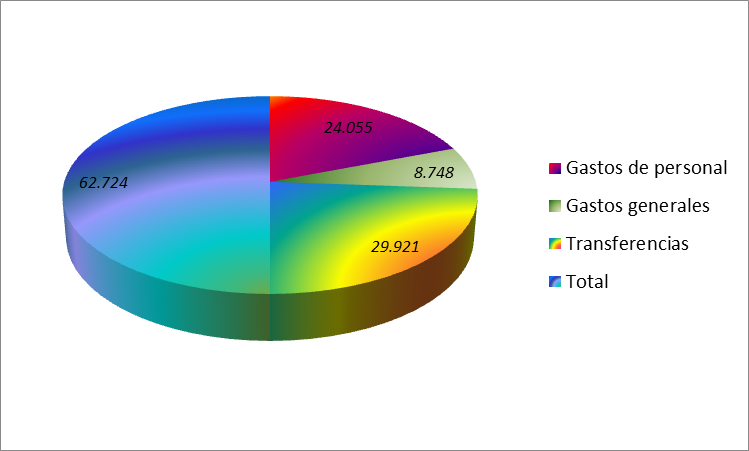 24.055
8.748
29.921
62.724
Gastos de personal
Gastos generales
Transferencias
Total